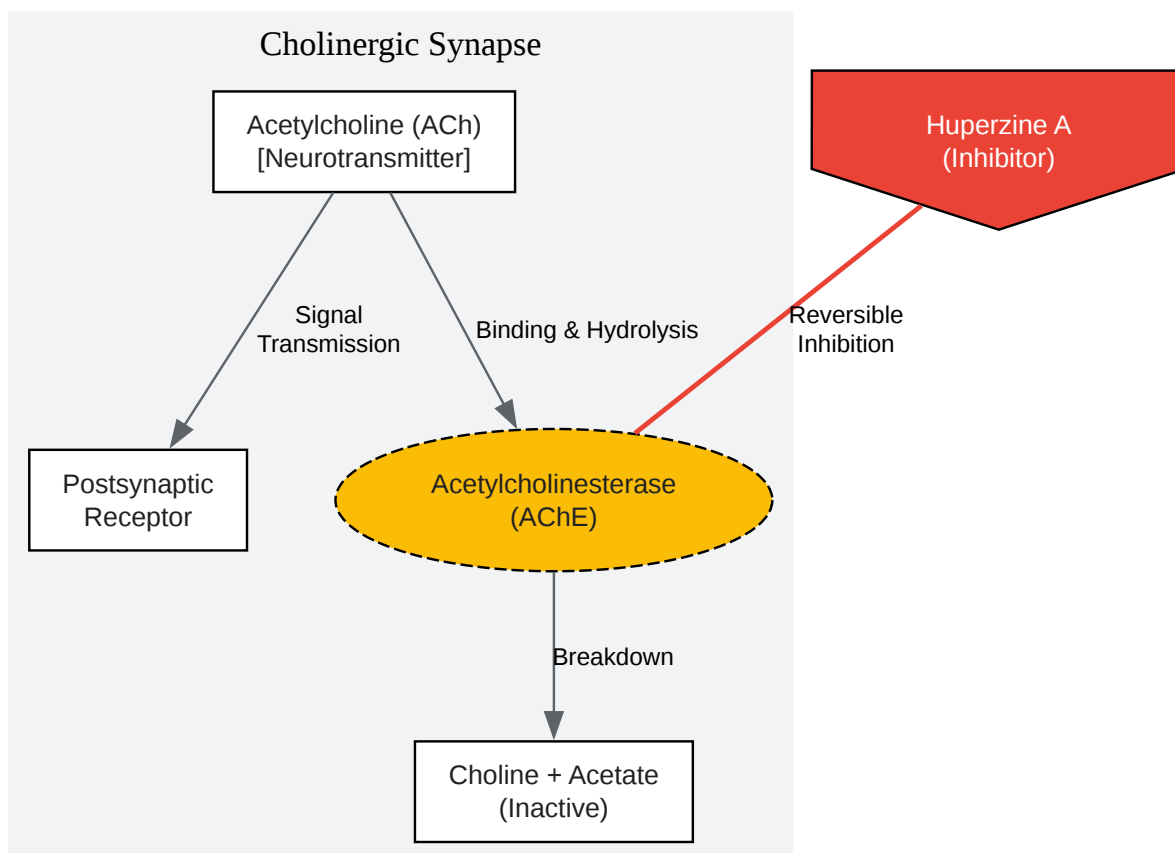 Cholinergic Synapse
Acetylcholine (ACh)
[Neurotransmitter]
Huperzine A
(Inhibitor)
Signal
Transmission
Binding & Hydrolysis
Reversible
Inhibition
Postsynaptic
Receptor
Acetylcholinesterase
(AChE)
Breakdown
Choline + Acetate
(Inactive)